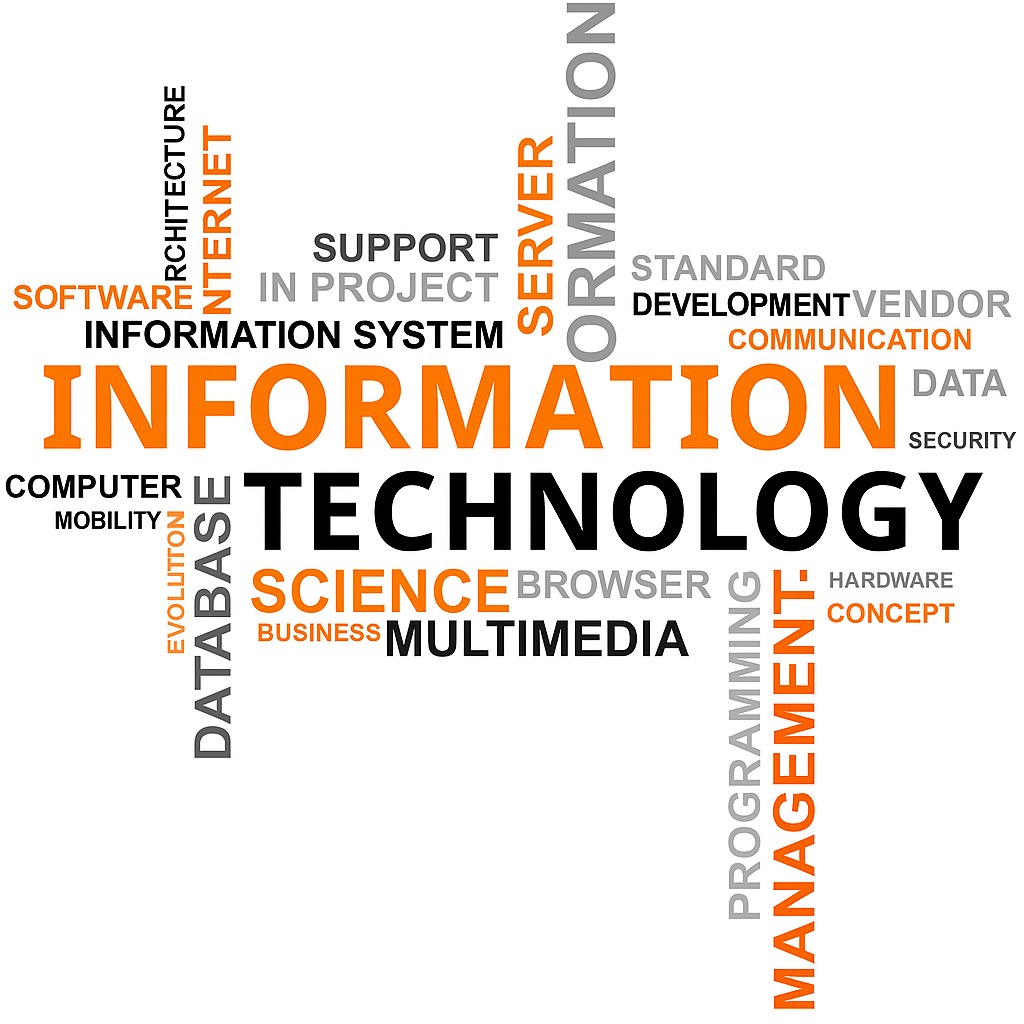 ORMATION
RCHITECTURE
NTERNET
SERVER
SUPPORT
IN PROJECT
STANDARD
SOFTWARE
DEVELOPMENT
VENDOR
INFORMATION SYSTEM
COMMUNICATION
INFORMATION
DATA
SECURITY
COMPUTER
TECHNOLOGY
MOBILITY
EVOLITTON
DATABASE
SCIENCE
BROWSER
HARDWARE
CONCEPT
BUSINESS
MULTIMEDIA
PROGRAMMING
MANAGEMENT-